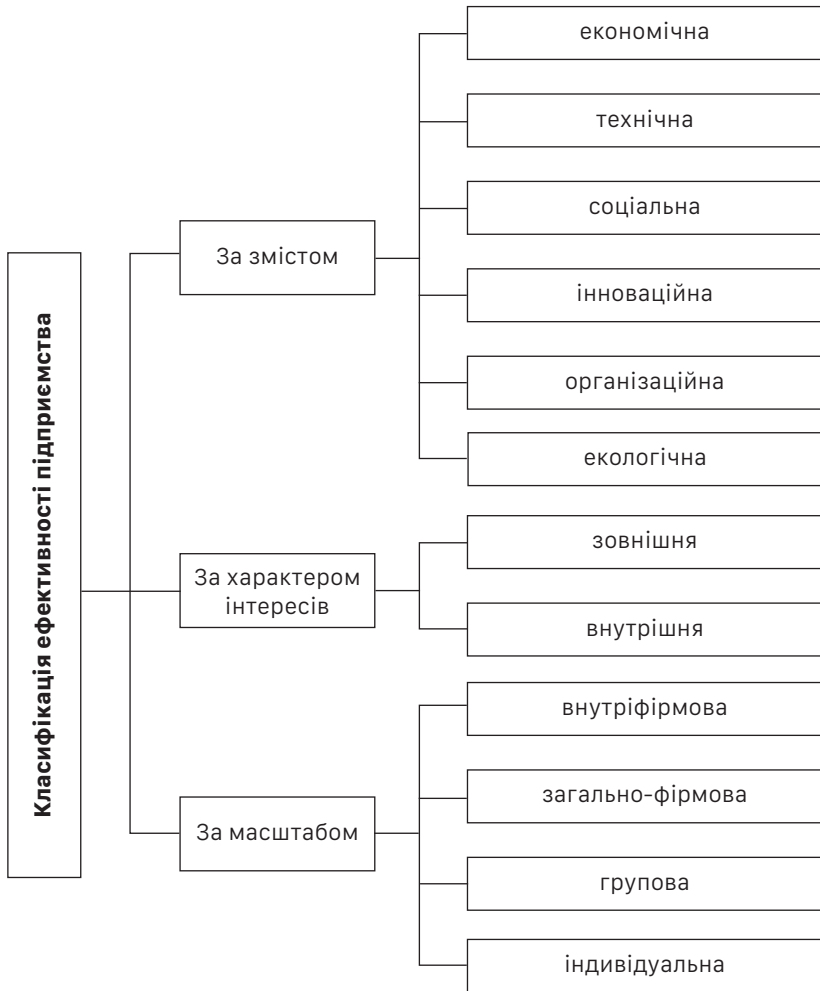 Класифікація ефективності підприємства
За змістом
економічна
технічна
соціальна
інноваційна
організаційна
екологічна
За характером
інтересів
зовнішня
внутрішня
За масштабом
внутріфірмова
загально-фірмова
групова
індивідуальна